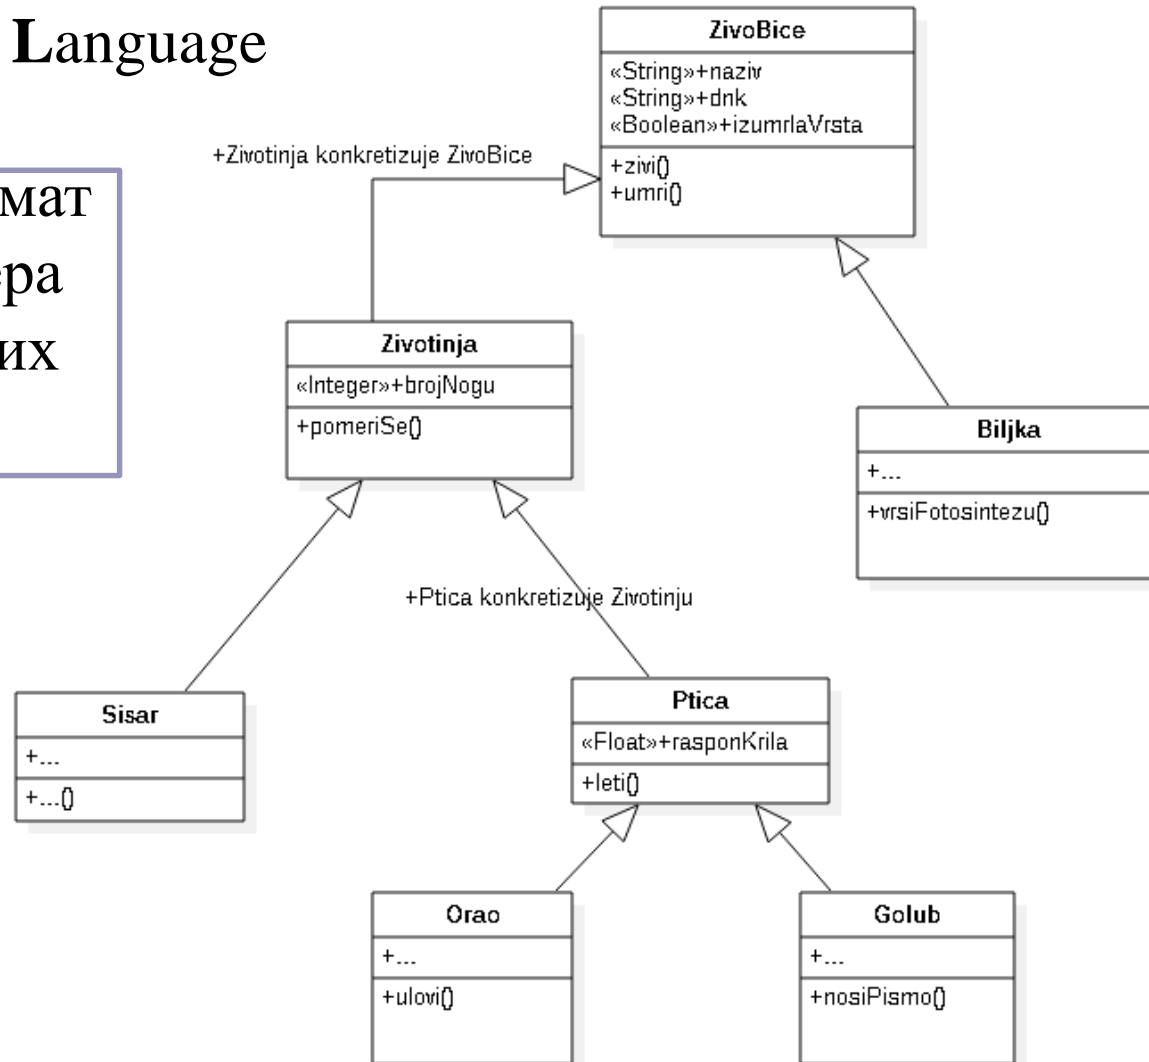 Language
мат
ера
их
ZivoBice
«String»+naziv
«String»+dnk
«Boolean»+izumrlaVrsta
+zivi()
+umri()
+Zivotinja konkretizuje ZivoBice
Zivotinja
«Integer»+brojNogu
+pomeriSe()
Biljka
+...
+vrsiFotosintezu()
+Ptica konkretizuje Zivotinju
Sisar
+...
+...()
Ptica
«Float»+rasponKrila
+leti()
Orao
+...
+ulovi()
Golub
+...
+nosiPismo()